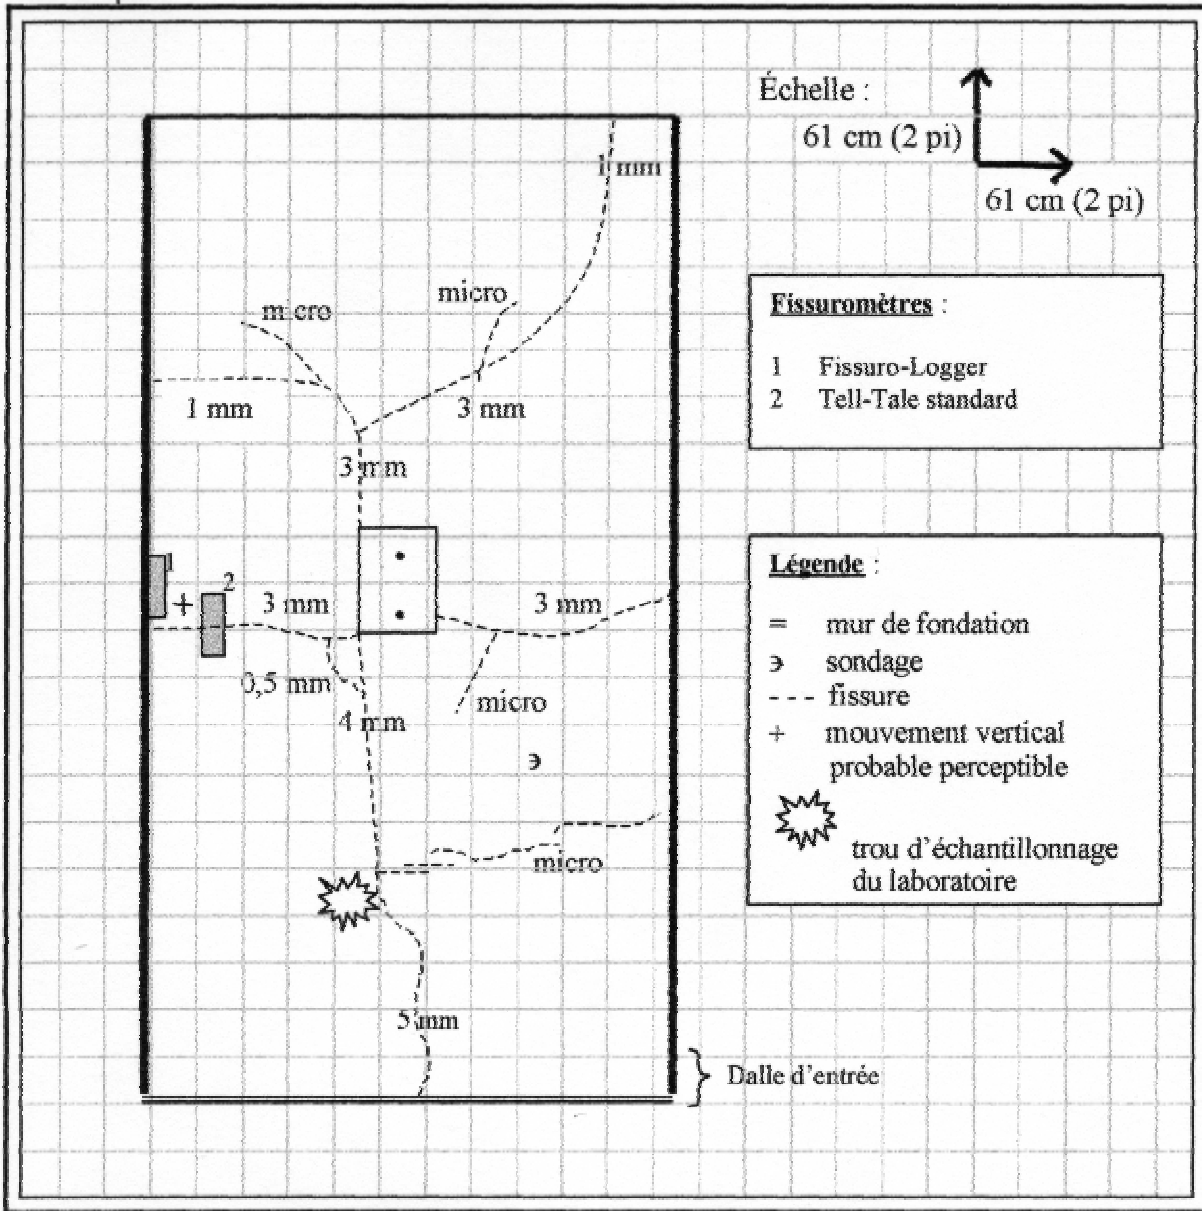 Échelle :
61 cm (2 pi)
61 cm (2 pi)
1 mm
micro
micro
1 mm
3 mm
3 mm
Fissuromètres :
1 Fissuro-Logger
2 Tell-Tale standard
1
+
2
3 mm
3 mm
0,5 mm
micro
4 mm
micro
5 mm
Dalle d'entrée
Légende :
= mur de fondation
э sondage
--- fissure
+ mouvement vertical
probable perceptible
trou d'échantillonnage
du laboratoire